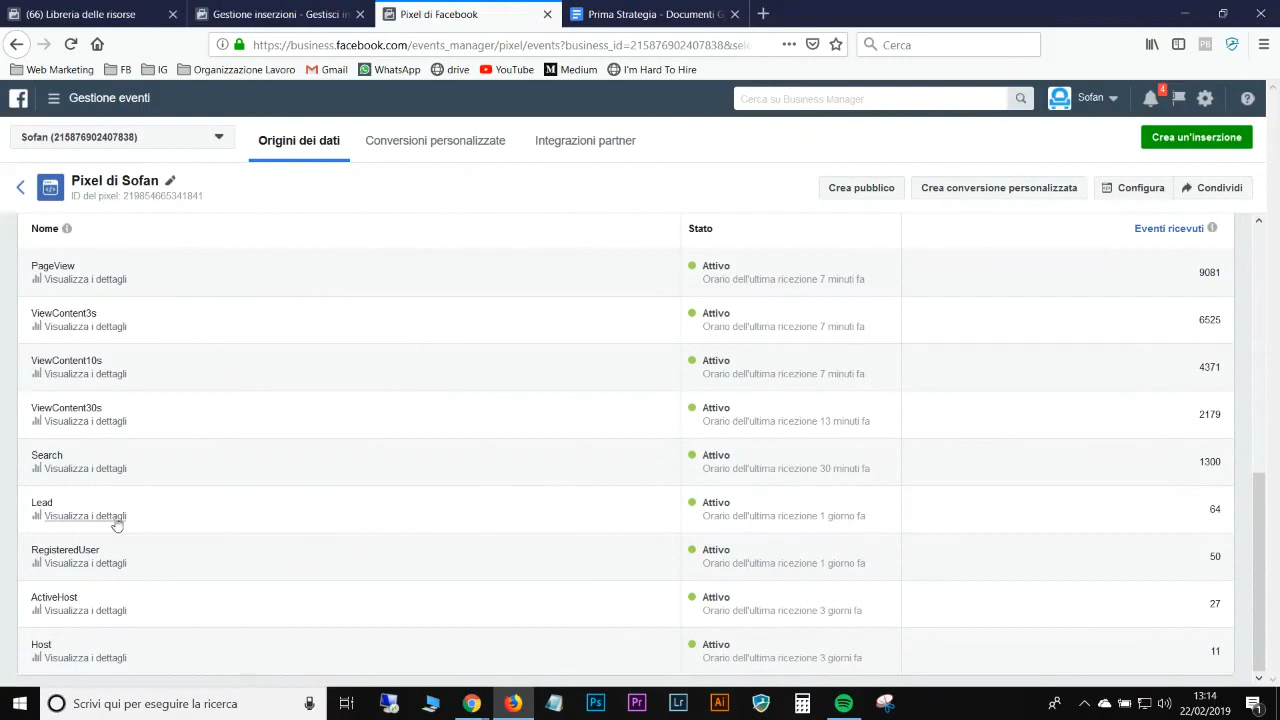 (66) Libreria delle risorse
Gestione inserzioni - Gestisci in
Pixel di Facebook
Prima Strategia - Documenti G
https://business.facebook.com/events_manager/pixel/events?business_id=215876902407838&sele
Cerca
Web Marketing
FB
IG
Organizzazione Lavoro
Gmail
WhatsApp
drive
YouTube
Medium
I'm Hard To Hire
Gestione eventi
Cerca su Business Manager
Sofan
4
Sofan (215876902407838)
Origini dei dati
Conversioni personalizzate
Integrazioni partner
Crea un'inserzione
Pixel di Sofan
ID del pixel: 219854665341841
Crea pubblico
Crea conversione personalizzata
Configura
Condividi
Nome
Stato
Eventi ricevuti
PageView
Visualizza i dettagli
Attivo
Orario dell'ultima ricezione 7 minuti fa
9081
ViewContent3s
Visualizza i dettagli
Attivo
Orario dell'ultima ricezione 7 minuti fa
6525
ViewContent10s
Visualizza i dettagli
Attivo
Orario dell'ultima ricezione 7 minuti fa
4371
ViewContent30s
Visualizza i dettagli
Attivo
Orario dell'ultima ricezione 13 minuti fa
2179
Search
Visualizza i dettagli
Attivo
Orario dell'ultima ricezione 30 minuti fa
1300
Lead
Visualizza i dettagli
Attivo
Orario dell'ultima ricezione 1 giorno fa
64
RegisteredUser
Visualizza i dettagli
Attivo
Orario dell'ultima ricezione 1 giorno fa
50
ActiveHost
Visualizza i dettagli
Attivo
Orario dell'ultima ricezione 3 giorni fa
27
Host
Visualizza i dettagli
Attivo
Orario dell'ultima ricezione 3 giorni fa
11
Scrivi qui per eseguire la ricerca
Ps
Pr
Lr
Ai
13:14
22/02/2019